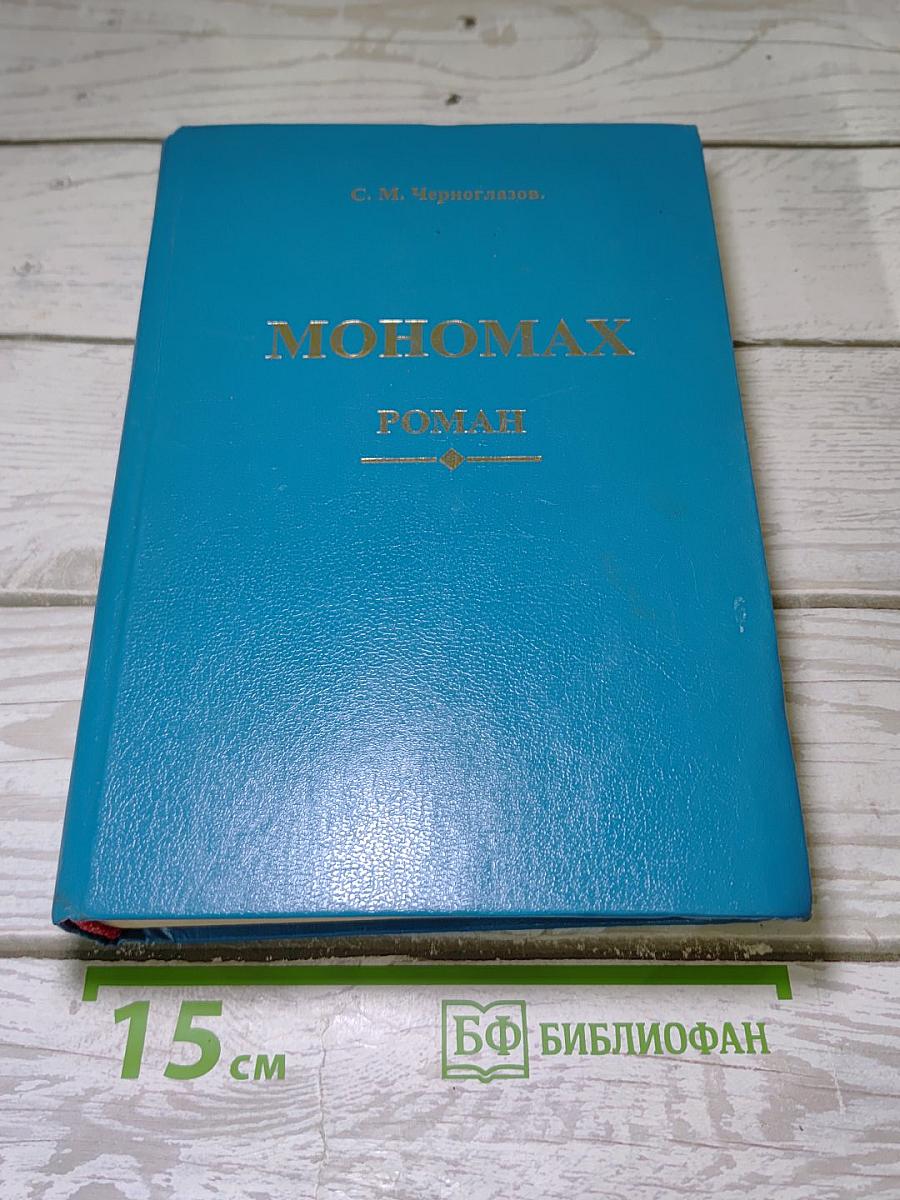 С. М. Черноглазов.
МОНОМАХ
РОМАН
15 см
БФ БИБЛИОФАН